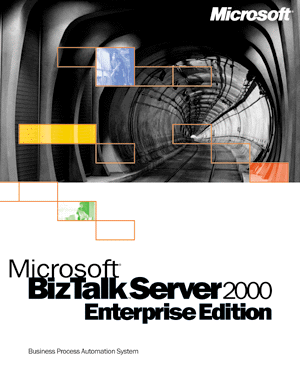 Microsoft
Microsoft®
BizTalk Server 2000
Enterprise Edition
Business Process Automation System